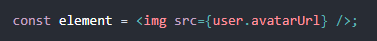 const element = <img src={user.avatarUrl} />;